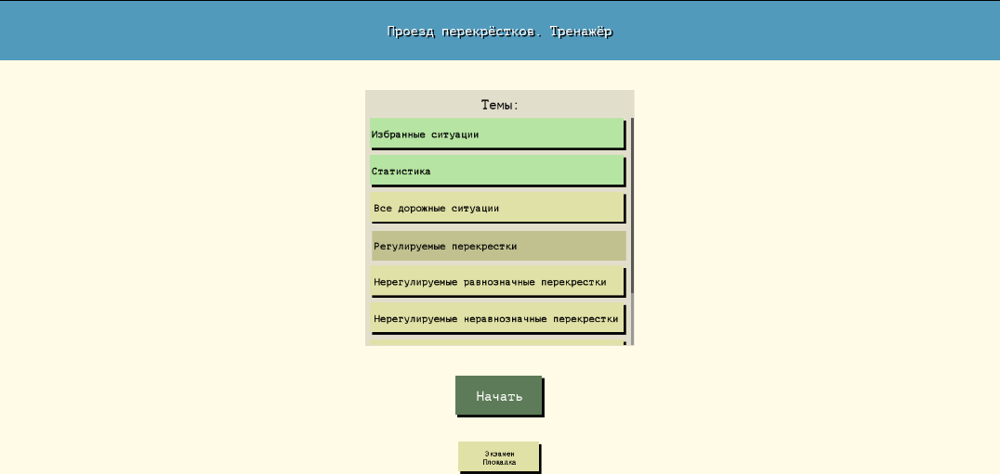 Проезд перекрёстков. Тренажёр
Темы:
Избранные ситуации
Статистика
Все дорожные ситуации
Регулируемые перекрестки
Нерегулируемые равнозначные перекрестки
Нерегулируемые неравнозначные перекрестки
Начать
Экзамен
Площадка